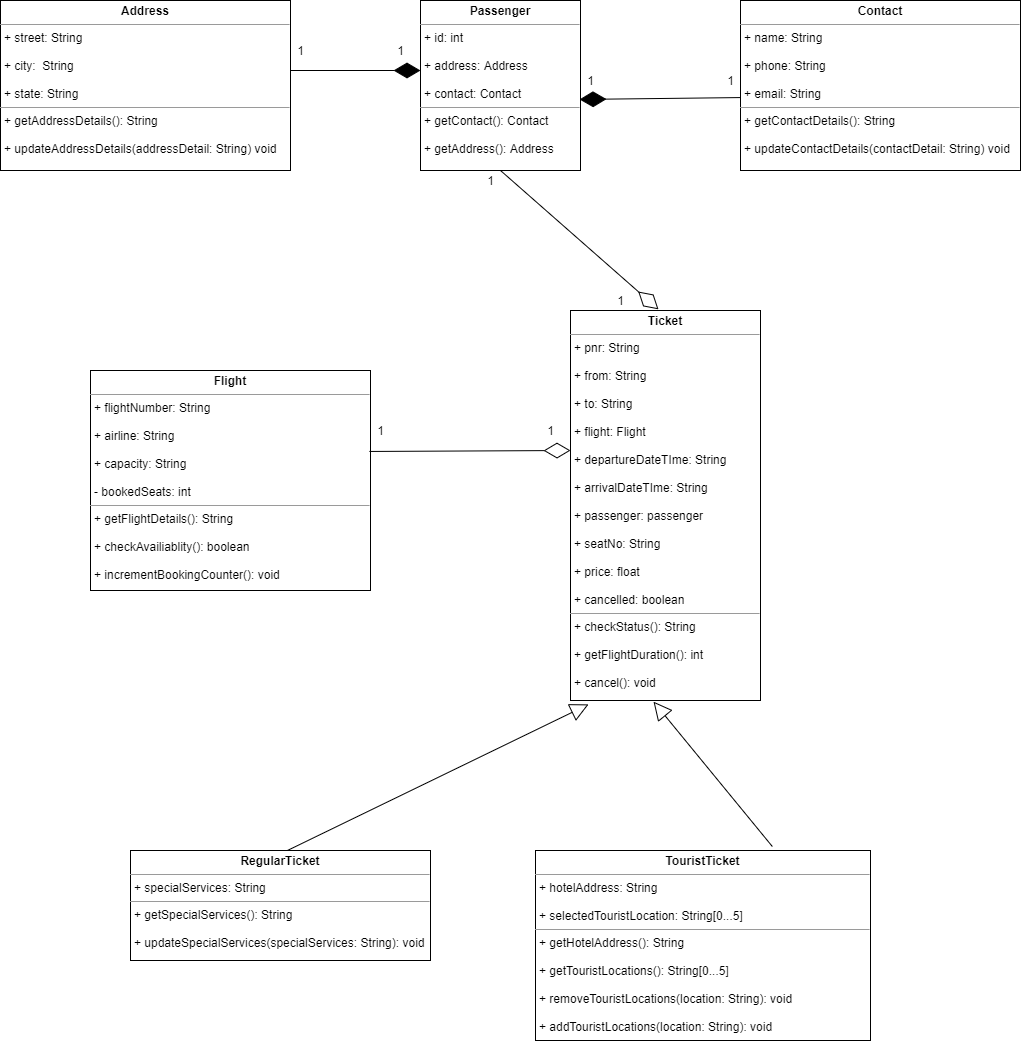 Address
+ street: String
+ city:  String
+ state: String
+ getAddressDetails(): String
+ updateAddressDetails(addressDetail: String) void
1
1
Passenger
+ id: int
+ address: Address
+ contact: Contact
+ getContact(): Contact
+ getAddress(): Address
1
1
Contact
+ name: String
+ phone: String
+ email: String
+ getContactDetails(): String
+ updateContactDetails(contactDetail: String) void
1
1
Flight
+ flightNumber: String
+ airline: String
+ capacity: String
- bookedSeats: int
+ getFlightDetails(): String
+ checkAvailiablity(): boolean
+ incrementBookingCounter(): void
1
1
Ticket
+ pnr: String
+ from: String
+ to: String
+ flight: Flight
+ departureDateTIme: String
+ arrivalDateTIme: String
+ passenger: passenger
+ seatNo: String
+ price: float
+ cancelled: boolean
+ checkStatus(): String
+ getFlightDuration(): int
+ cancel(): void
RegularTicket
+ specialServices: String
+ getSpecialServices(): String
+ updateSpecialServices(specialServices: String): void
TouristTicket
+ hotelAddress: String
+ selectedTouristLocation: String[0...5]
+ getHotelAddress(): String
+ getTouristLocations(): String[0...5]
+ removeTouristLocations(location: String): void
+ addTouristLocations(location: String): void